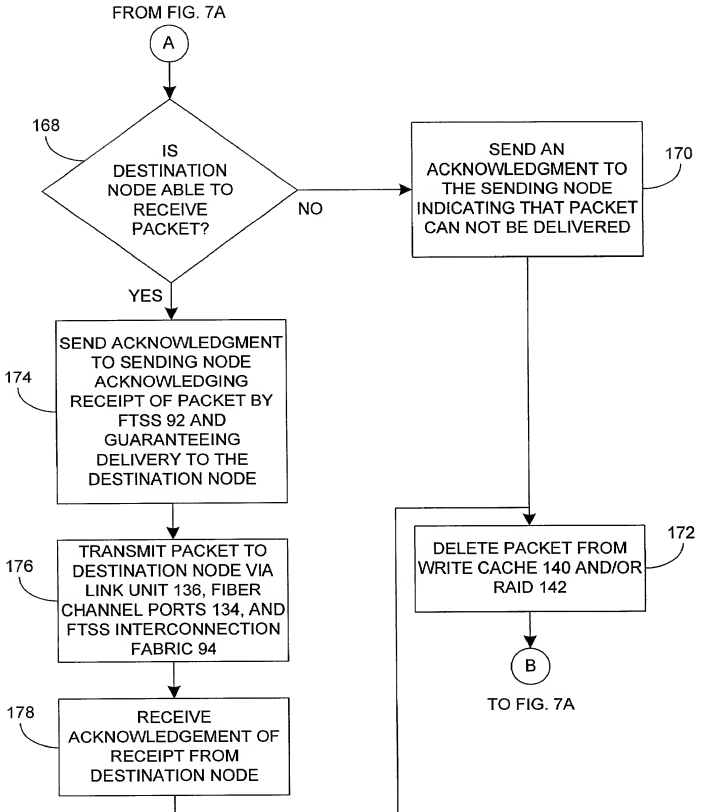 FROM FIG. 7A
A
168
IS
DESTINATION
NODE ABLE TO
RECEIVE
PACKET?
NO
YES
SEND AN
ACKNOWLEDGMENT TO
THE SENDING NODE
INDICATING THAT PACKET
CAN NOT BE DELIVERED
170
174
SEND ACKNOWLEDGMENT
TO SENDING NODE
ACKNOWLEDGING
RECEIPT OF PACKET BY
FTSS 92 AND
GUARANTEEING
DELIVERY TO THE
DESTINATION NODE
176
TRANSMIT PACKET TO
DESTINATION NODE VIA
LINK UNIT 136, FIBER
CHANNEL PORTS 134, AND
FTSS INTERCONNECTION
FABRIC 94
178
RECEIVE
ACKNOWLEDGEMENT OF
RECEIPT FROM
DESTINATION NODE
172
DELETE PACKET FROM
WRITE CACHE 140 AND/OR
RAID 142
B
TO FIG. 7A